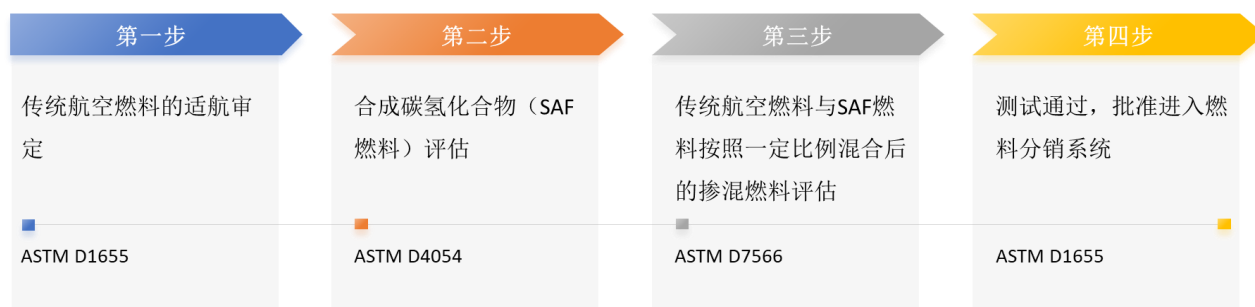 第一步
传统航空燃料的适航审
定
ASTM D1655
第二步
合成碳氢化合物（SAF
燃料）评估
ASTM D4054
第三步
传统航空燃料与SAF燃
料按照一定比例混合后
的掺混燃料评估
ASTM D7566
第四步
测试通过，批准进入燃
料分销系统
ASTM D1655